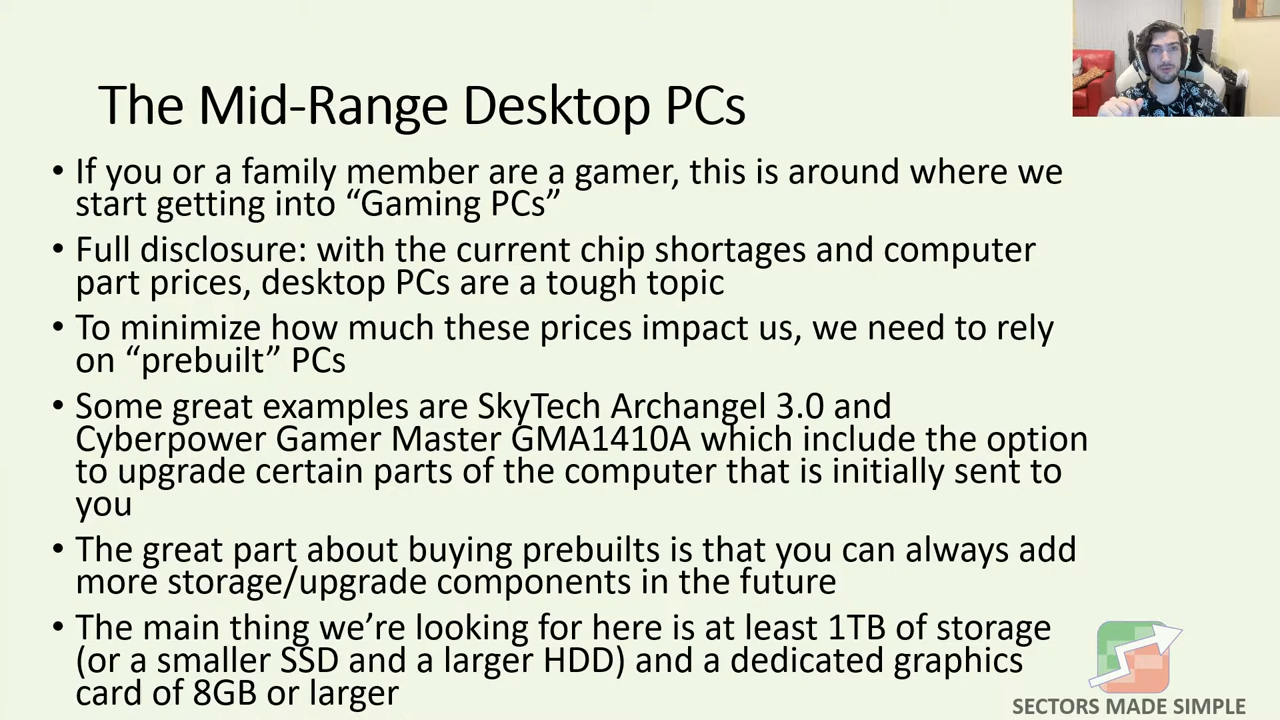 The Mid-Range Desktop PCs
• If you or a family member are a gamer, this is around where we
start getting into “Gaming PCs”
• Full disclosure: with the current chip shortages and computer
part prices, desktop PCs are a tough topic
• To minimize how much these prices impact us, we need to rely
on “prebuilt” PCs
• Some great examples are SkyTech Archangel 3.0 and
Cyberpower Gamer Master GMA1410A which include the option
to upgrade certain parts of the computer that is initially sent to
you
• The great part about buying prebuilts is that you can always add
more storage/upgrade components in the future
• The main thing we’re looking for here is at least 1TB of storage
(or a smaller SSD and a larger HDD) and a dedicated graphics
card of 8GB or larger
SECTORS MADE SIMPLE